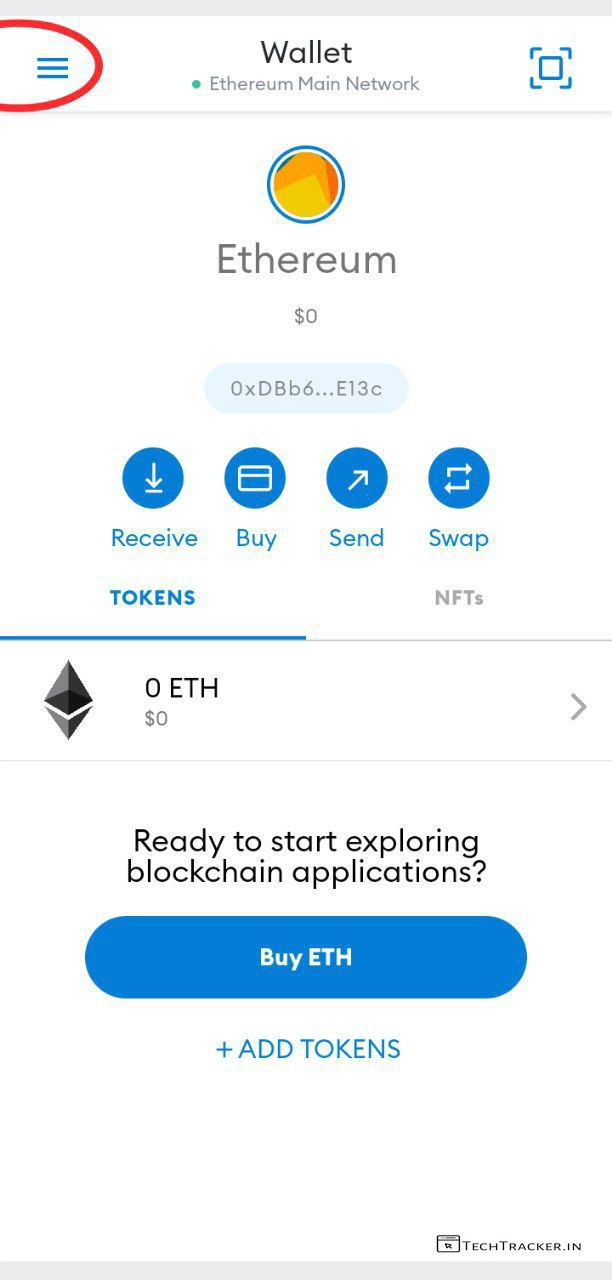 Wallet
Ethereum Main Network
Ethereum
$0
0xDBb6...E13c
Receive Buy Send Swap
TOKENS NFTs
0 ETH
$0
Ready to start exploring
blockchain applications?
Buy ETH
+ ADD TOKENS
TECHTRACKER.IN